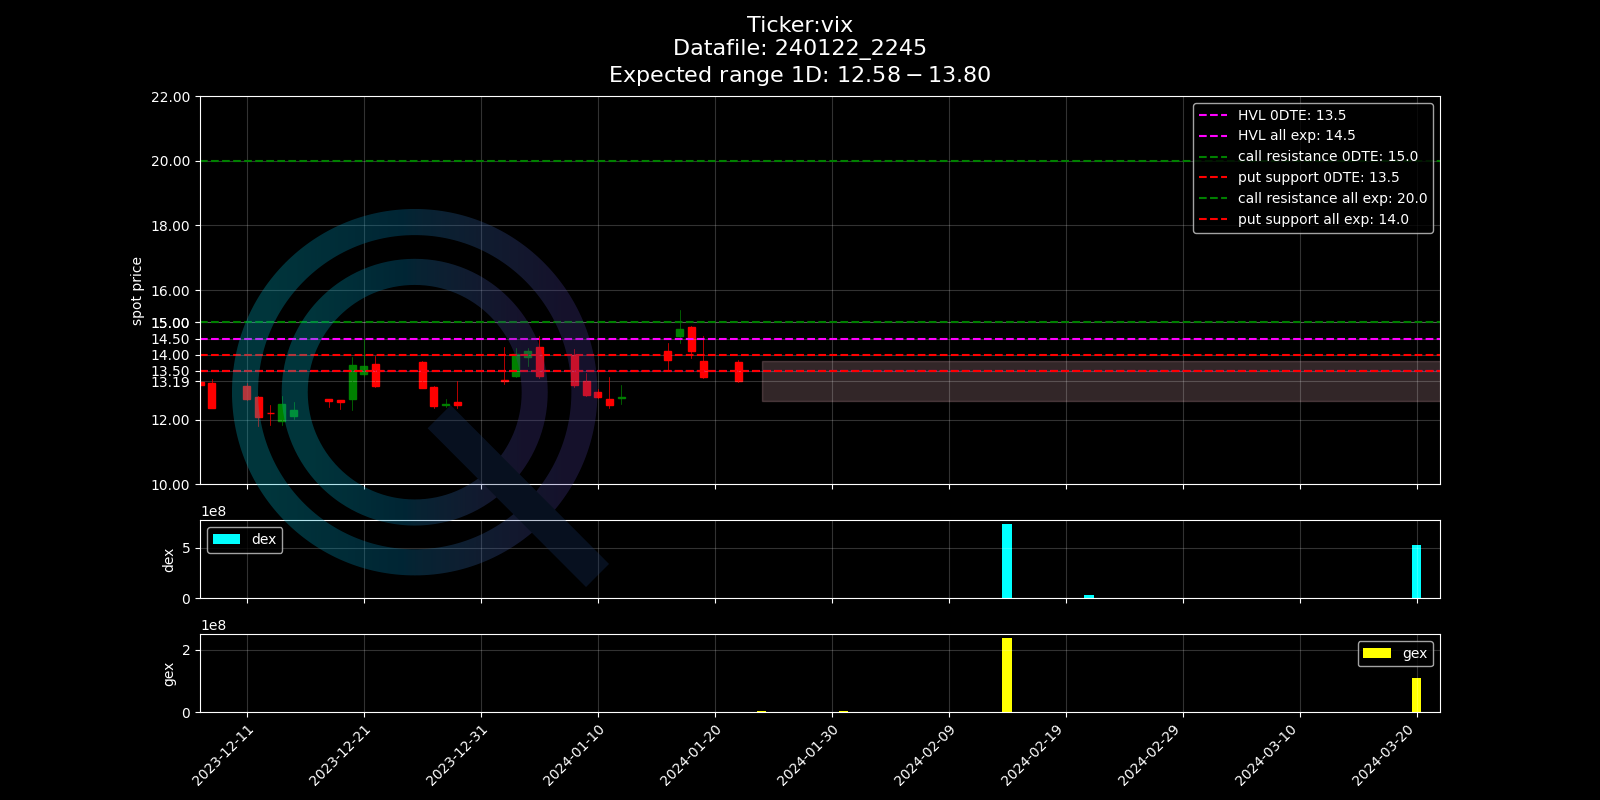 Ticker:vix
Datafile: 240122_2245
Expected range 1D: 12.58 − 13.80
22.00
20.00
18.00
16.00
15.00
14.50
14.00
13.50
13.19
12.00
10.00
spot price
HVL 0DTE: 13.5
HVL all exp: 14.5
call resistance 0DTE: 15.0
put support 0DTE: 13.5
call resistance all exp: 20.0
put support all exp: 14.0
1e8
5
0
dex
dex
1e8
2
0
gex
gex
2023-12-11
2023-12-21
2023-12-31
2024-01-10
2024-01-20
2024-01-30
2024-02-09
2024-02-19
2024-02-29
2024-03-10
2024-03-20